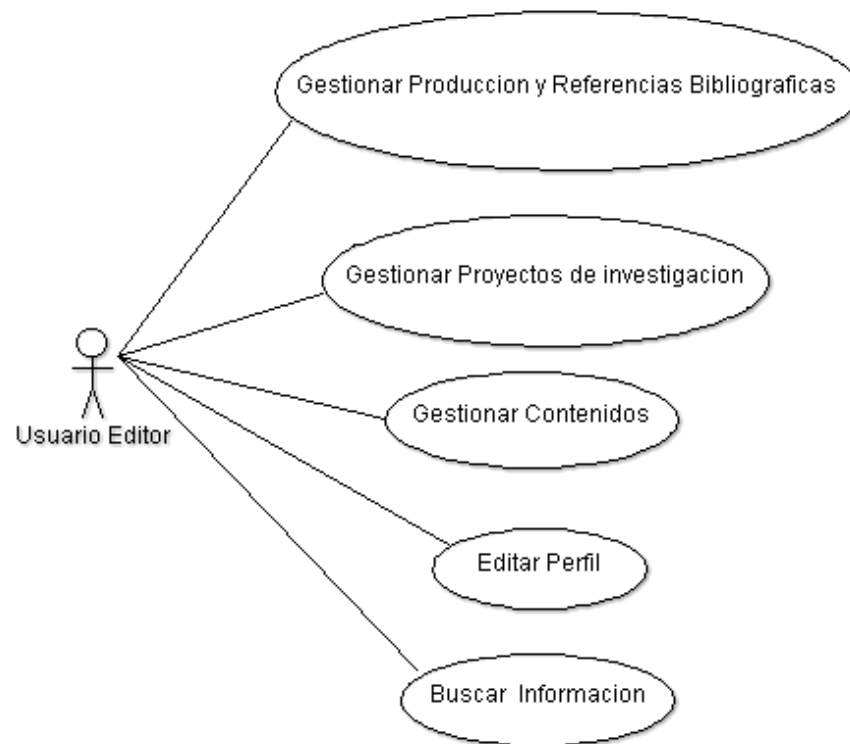 Gestionar Produccion y Referencias Bibliograficas
Gestionar Proyectos de investigacion
Gestionar Contenidos
Usuario Editor
Editar Perfil
Buscar Informacion